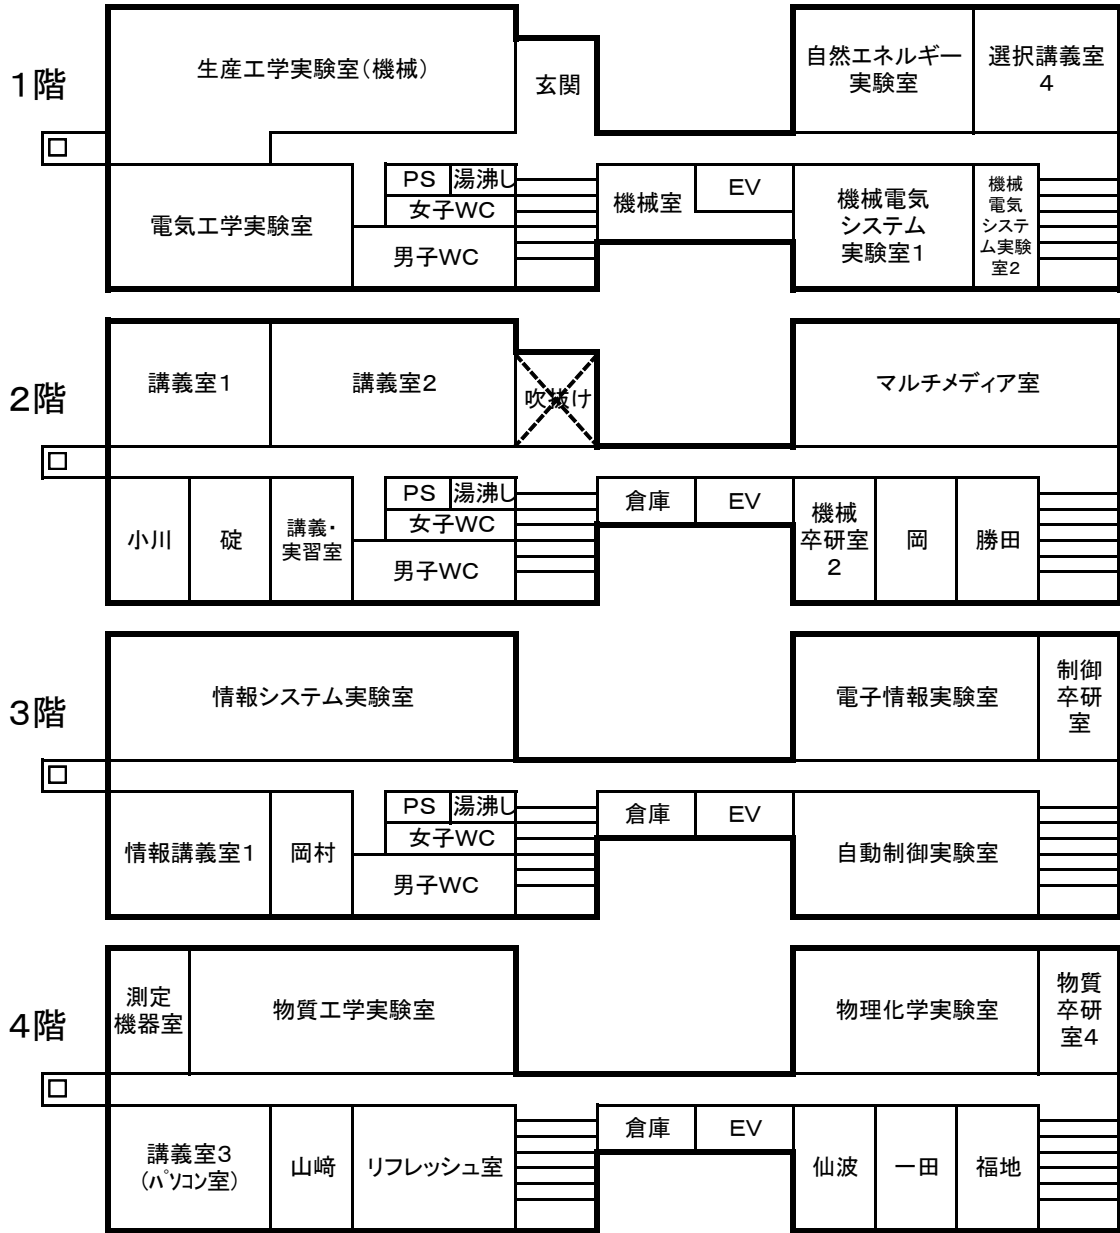 1階
生産工学実験室(機械)
玄関
自然エネルギー
実験室
選択講義室
4
電気工学実験室
PS
湯沸し
女子WC
男子WC
機械室
EV
機械電気
システム
実験室1
機械
電気
システ
ム実験
室2
2階
講義室1
講義室2
吹抜け
マルチメディア室
小川
碇
講義・
実習室
PS
湯沸し
女子WC
男子WC
倉庫
EV
機械
卒研室
2
岡
勝田
3階
情報システム実験室
電子情報実験室
制御
卒研
室
情報講義室1
岡村
PS
湯沸し
女子WC
男子WC
倉庫
EV
自動制御実験室
4階
測定
機器室
物質工学実験室
物理化学実験室
物質
卒研
室4
講義室3
(パソコン室)
山﨑
リフレッシュ室
倉庫
EV
仙波
一田
福地